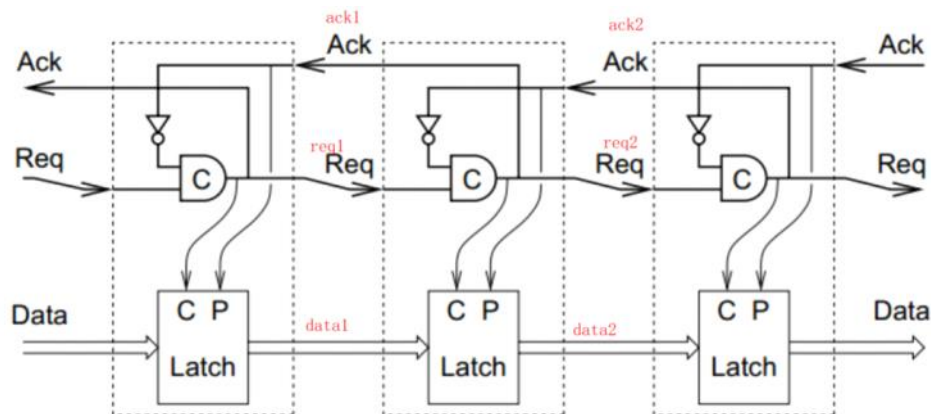 ack1
ack2
Ack
Ack
Ack
Ack
Req
req1
Req
req2
Req
Req
C
C
C
C P
C P
C P
Data
data1
data2
Data
Latch
Latch
Latch